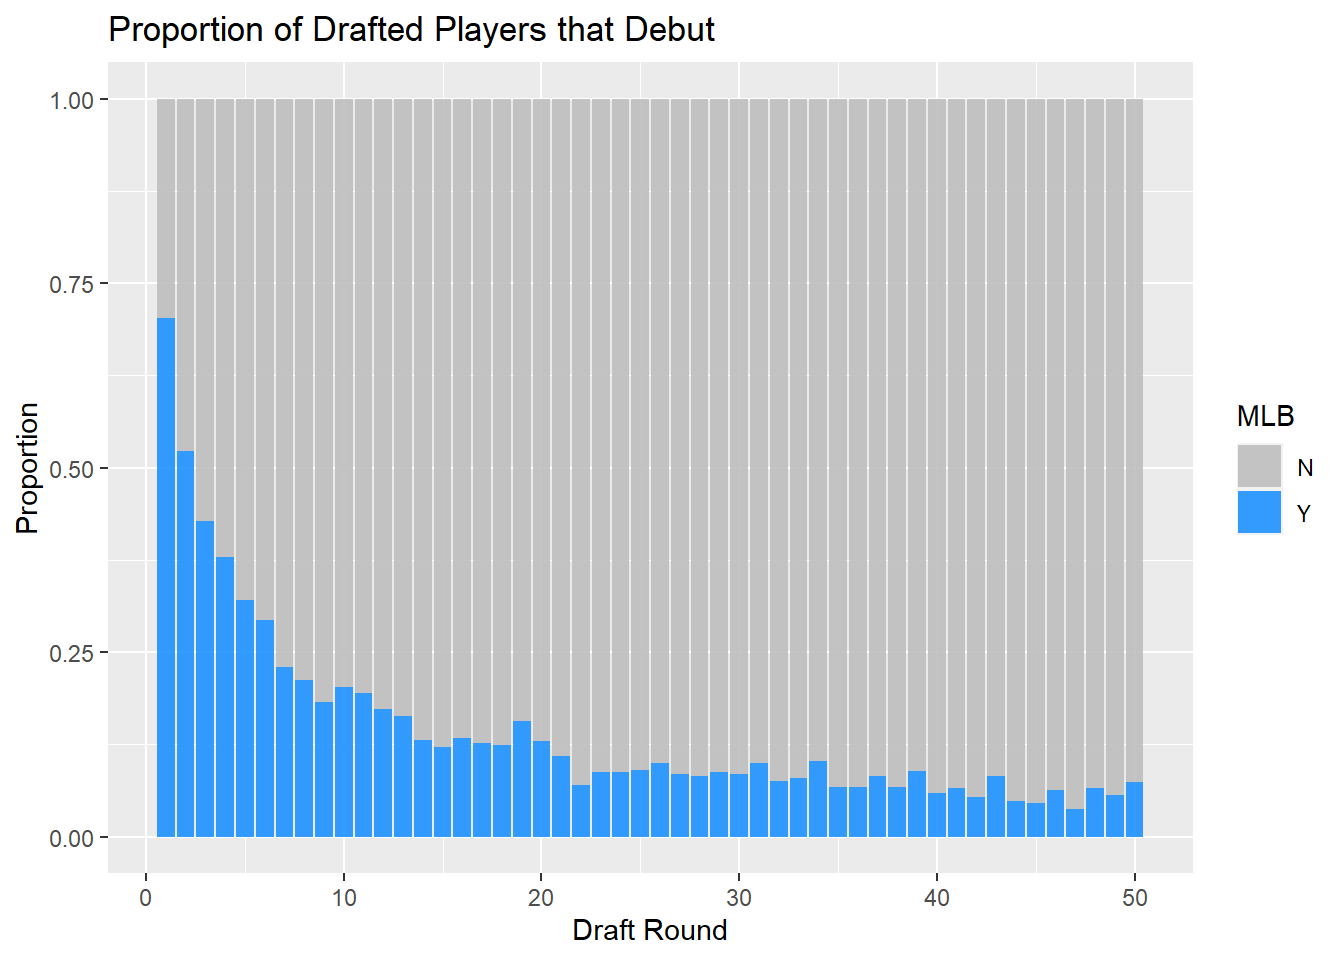 Proportion of Drafted Players that Debut
1.00
0.75
0.50
0.25
0.00
Proportion
0 10 20 30 40 50
Draft Round
MLB
N
Y